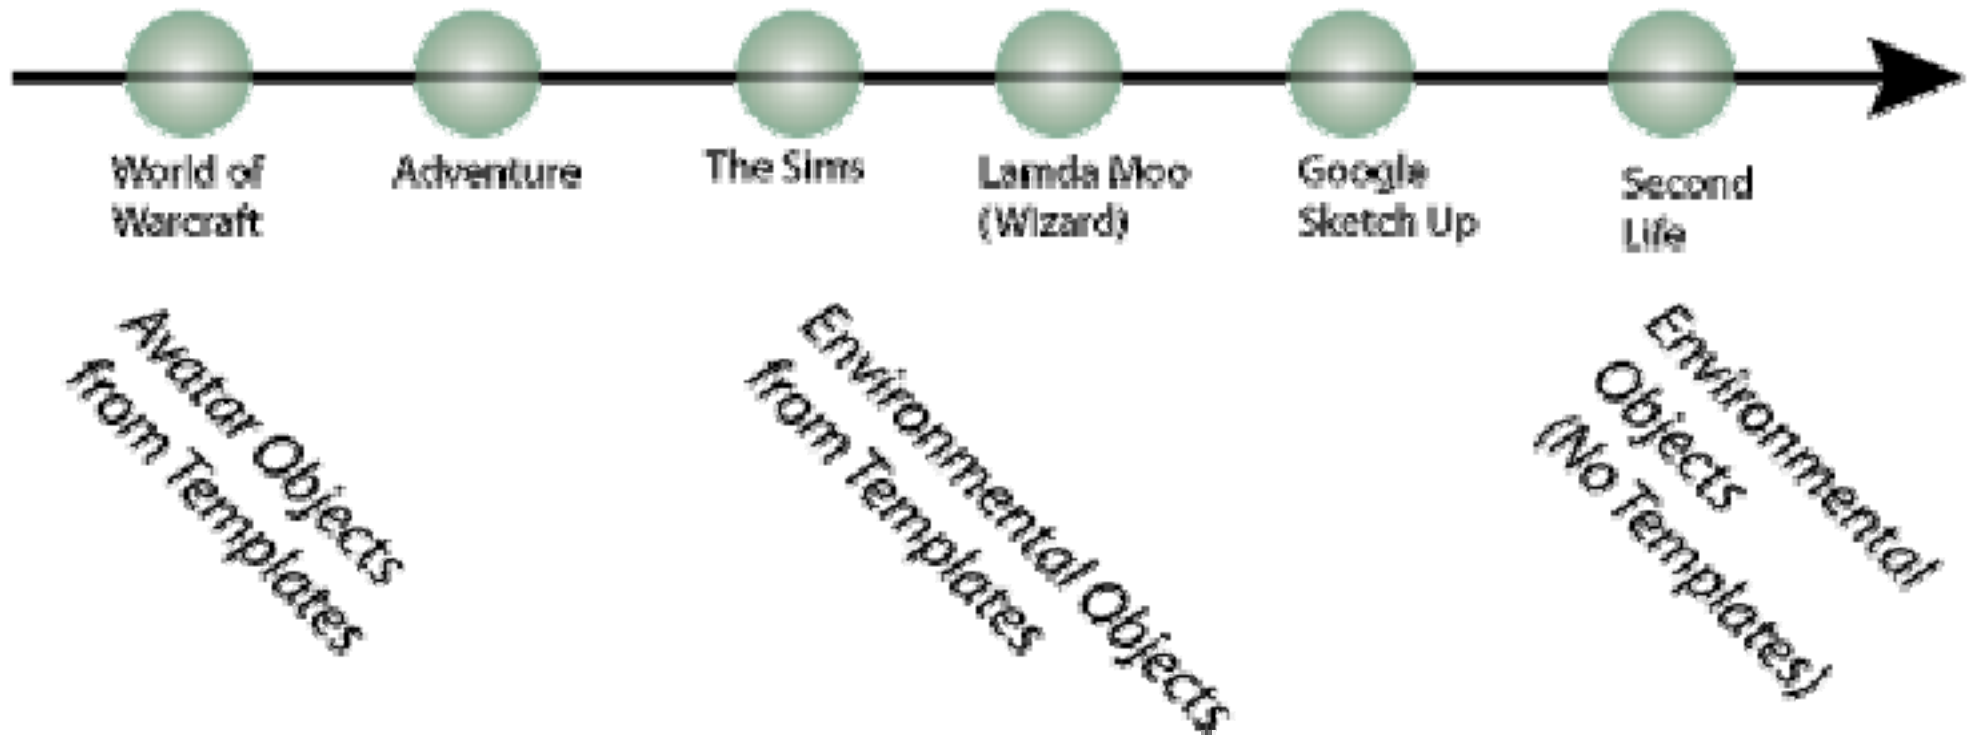 World of
Warcraft
Adventure
The Sims
Lamda Moo
(Wizard)
Google
Sketch Up
Second
Life
Avatar Objects
from Templates
Environmental Objects
from Templates
Environmental
Objects
(No Templates)